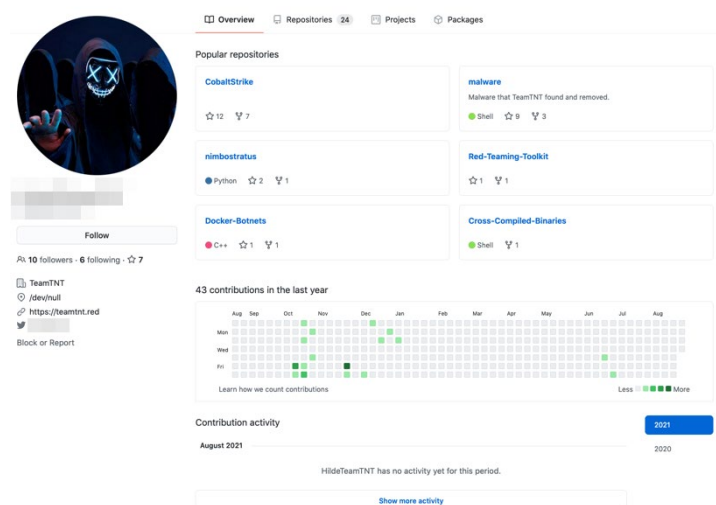 Overview Repositories 24 Projects Packages
Popular repositories
CobaltStrike
12 7
malware
Malware that TeamTNT found and removed.
Shell 9 3
nimbostratus
Python 2 1
Red-Teaming-Toolkit
1 1
Docker-Botnets
C++ 1 1
Cross-Compiled-Binaries
Shell 1
Follow
10 followers · 6 following · 7
TeamTNT
/dev/null
https://teamtnt.red
Block or Report
43 contributions in the last year
Aug Sep Oct Nov Dec Jan Feb Mar Apr May Jun Jul Aug
Mon
Wed
Fri
Learn how we count contributions Less More
Contribution activity
2021
2020
August 2021
HildeTeamTNT has no activity yet for this period.
Show more activity